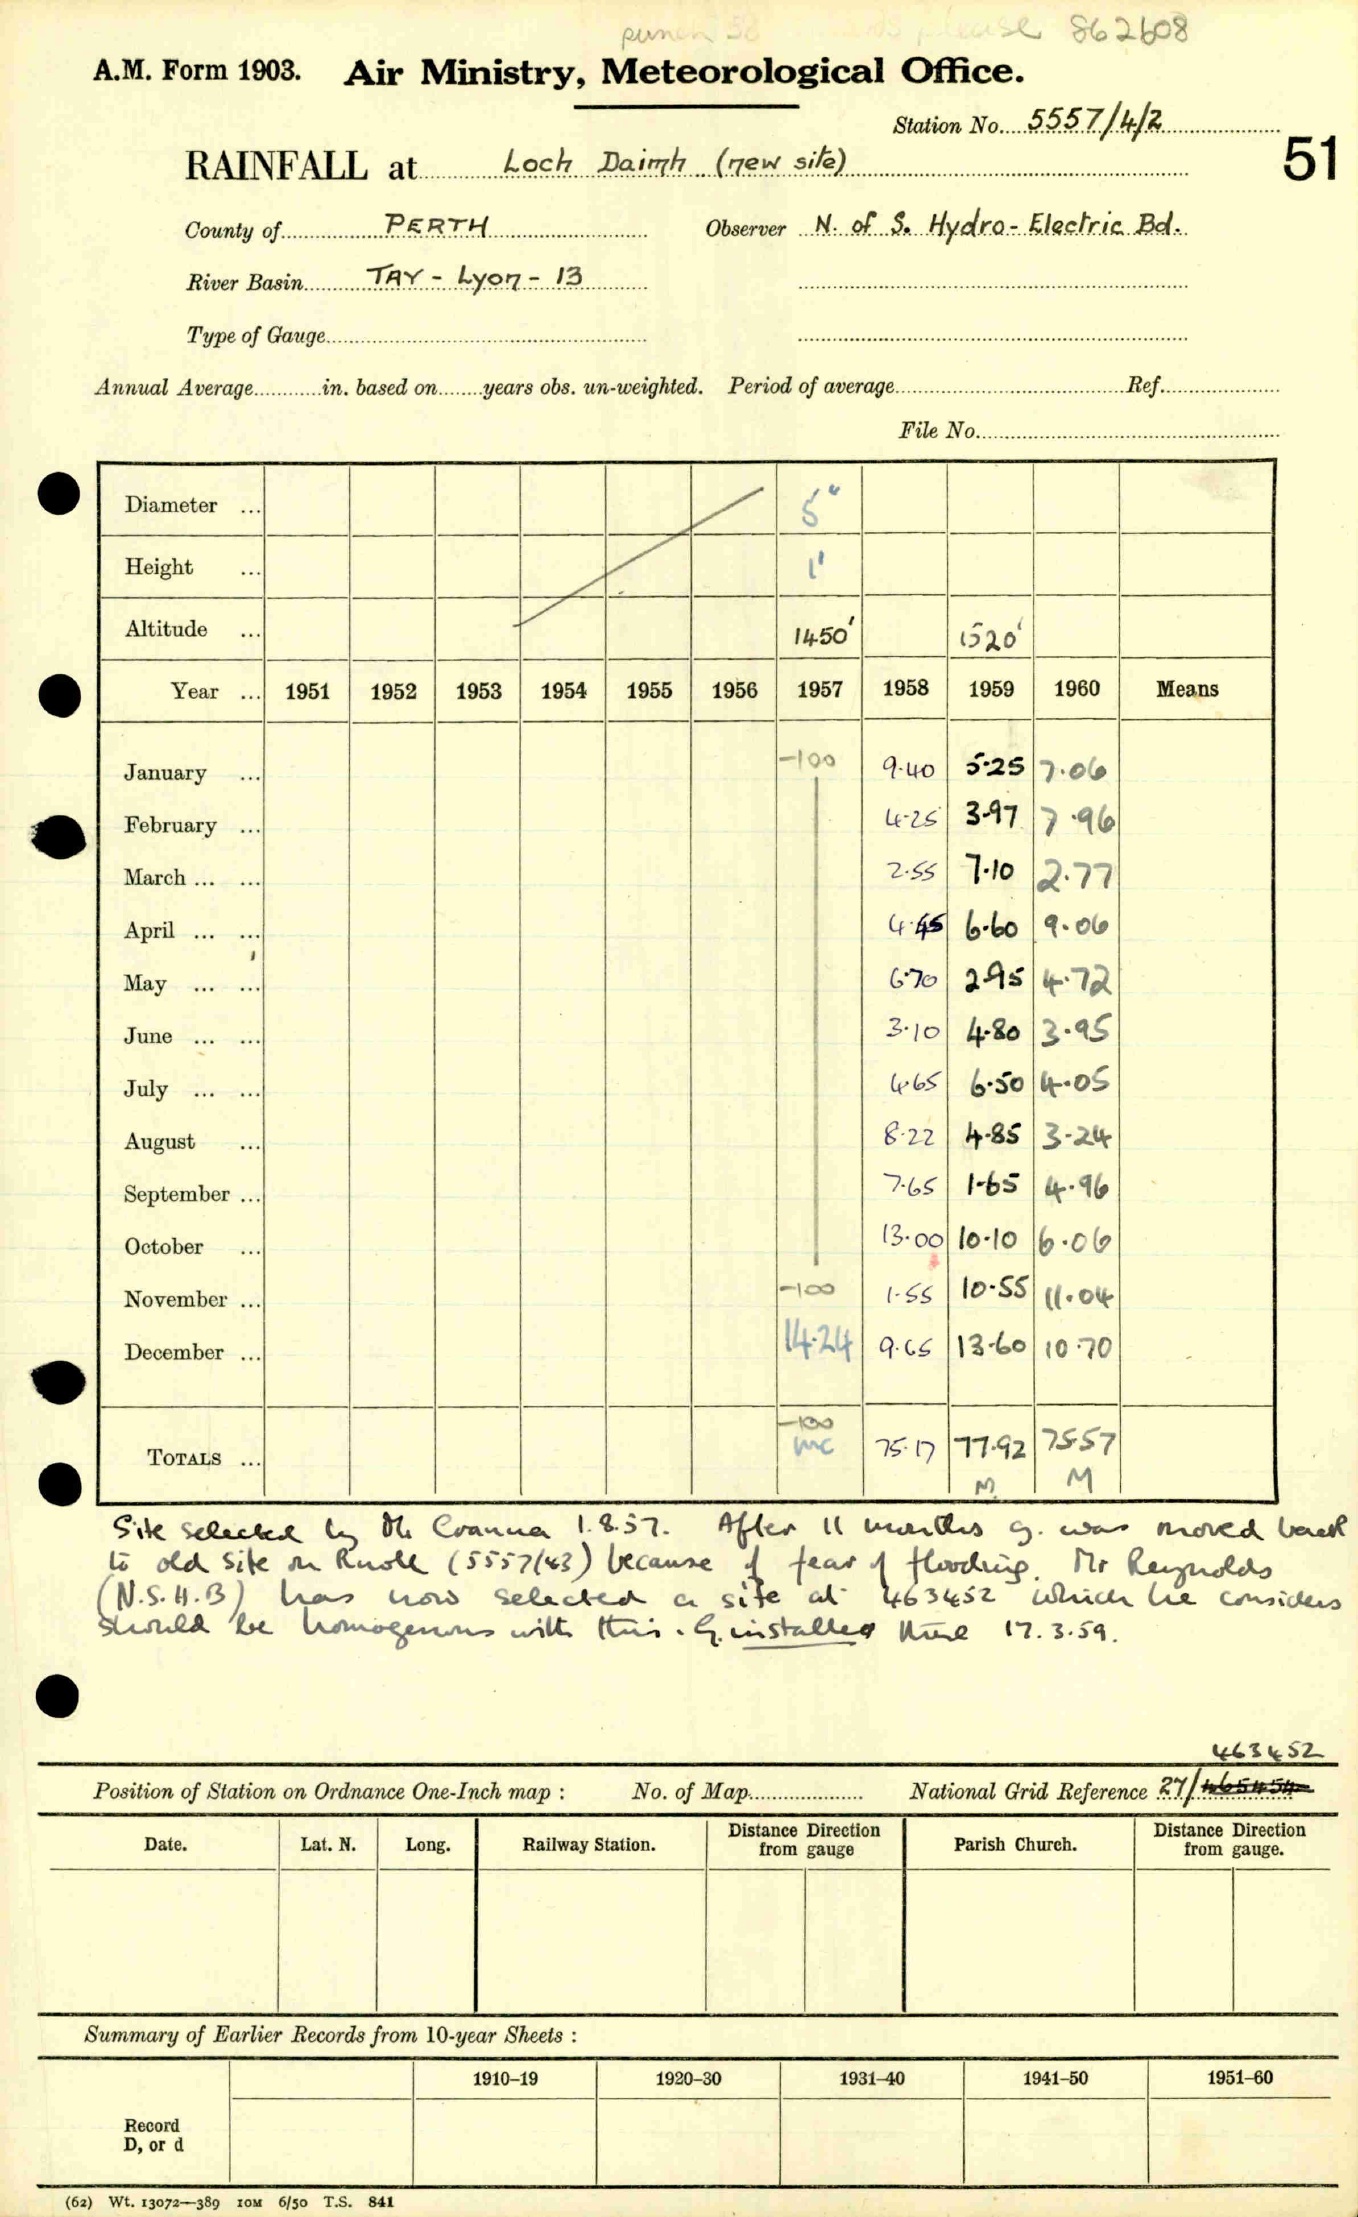 punch 58 please 862608
A.M. Form 1903. Air Ministry, Meteorological Office.
Station No. 5557/4/2
51
RAINFALL at Loch Daimh (new site)
County of PERTH Observer N. of S. Hydro-Electric Bd.
River Basin TAY - Lyon - 13
Type of Gauge
Annual Average in. based on years obs. un-weighted. Period of average Ref.
File No.
Diameter ... 5"
Height ... 1'
Altitude ... 1450' 1520'
Year ... 1951 1952 1953 1954 1955 1956 1957 1958 1959 1960 Means
January ... -100 9.40 5.25 7.06
February ... 4.25 3.97 7.96
March ... ... 2.55 7.10 2.77
April ... ... 4.45 6.60 9.06
May ... ... 6.70 2.95 4.72
June ... ... 3.10 4.80 3.95
July ... ... 4.65 6.50 4.05
August ... 8.22 4.85 3.24
September ... 7.65 1.65 4.96
October ... 13.00 10.10 6.06
November ... -100 1.55 10.55 11.04
December ... 14.24 9.65 13.60 10.70
-100
TOTALS ... mc 75.17 77.92 75.57
M M
Site selected by Mr 1.8.57. After 11 months g. was moved back
to old site on Knoll (5557/43) because of fear of flooding. Mr Reynolds
(N.S.H.B) has now selected a site at 463452 which he considers
should be homogenous with this. G. installed there 17.3.59.
463452
Position of Station on Ordnance One-Inch map : No. of Map National Grid Reference 27/465454
Date. Lat. N. Long. Railway Station. Distance Direction from gauge Parish Church. Distance Direction from gauge.
Summary of Earlier Records from 10-year Sheets :
1910–19 1920–30 1931–40 1941–50 1951–60
Record
D, or d
(62) Wt. 13072—389 10M 6/50 T.S. 841